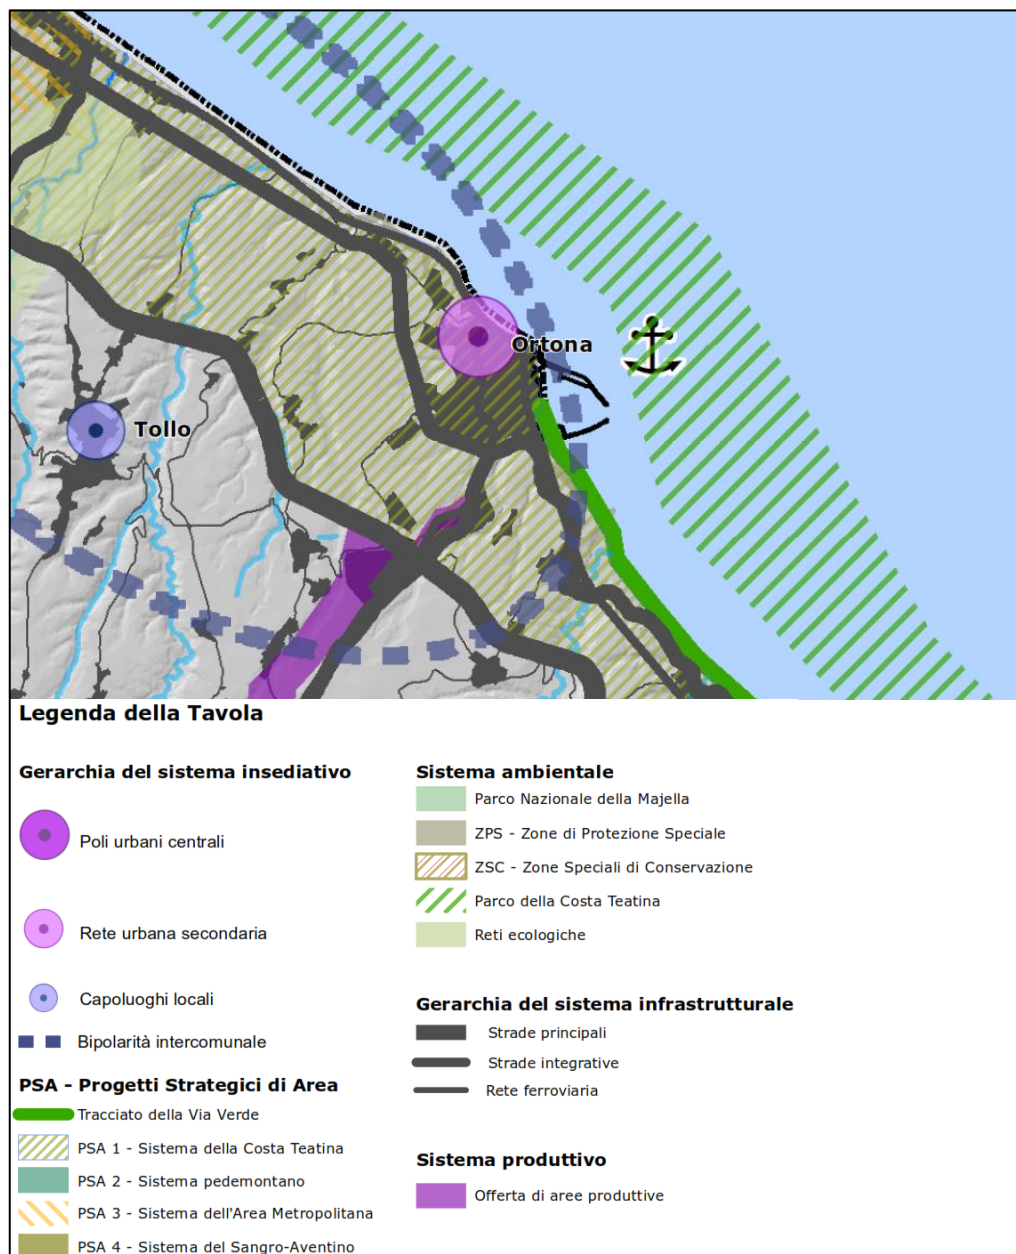 Ortona
Tollo
Legenda della Tavola
Gerarchia del sistema insediativo
Poli urbani centrali
Rete urbana secondaria
Capoluoghi locali
Bipolarità intercomunale
PSA - Progetti Strategici di Area
Tracciato della Via Verde
PSA 1 - Sistema della Costa Teatina
PSA 2 - Sistema pedemontano
PSA 3 - Sistema dell'Area Metropolitana
PSA 4 - Sistema del Sangro-Aventino
Sistema ambientale
Parco Nazionale della Majella
ZPS - Zone di Protezione Speciale
ZSC - Zone Speciali di Conservazione
Parco della Costa Teatina
Reti ecologiche
Gerarchia del sistema infrastrutturale
Strade principali
Strade integrative
Rete ferroviaria
Sistema produttivo
Offerta di aree produttive